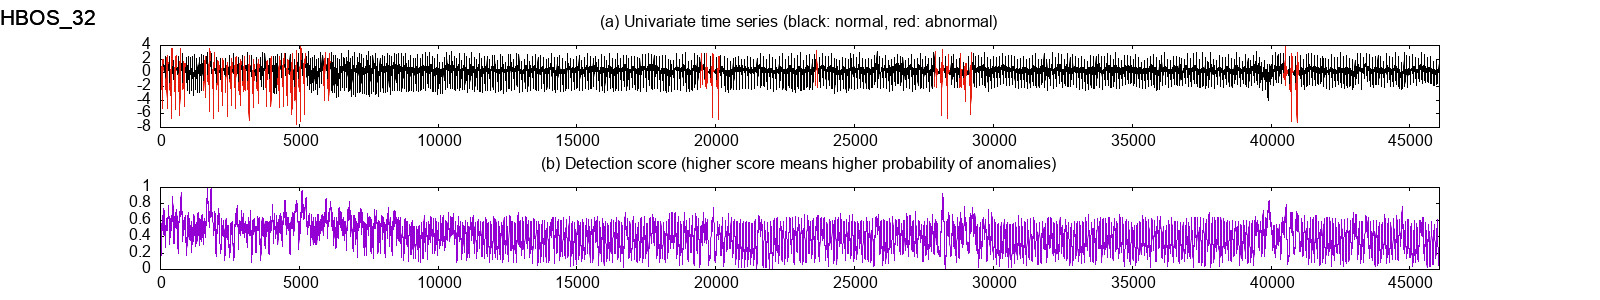 HBOS_32
(a) Univariate time series (black: normal, red: abnormal)
4
2
0
-2
-4
-6
-8
0 5000 10000 15000 20000 25000 30000 35000 40000 45000
(b) Detection score (higher score means higher probability of anomalies)
1
0.8
0.6
0.4
0.2
0
0 5000 10000 15000 20000 25000 30000 35000 40000 45000